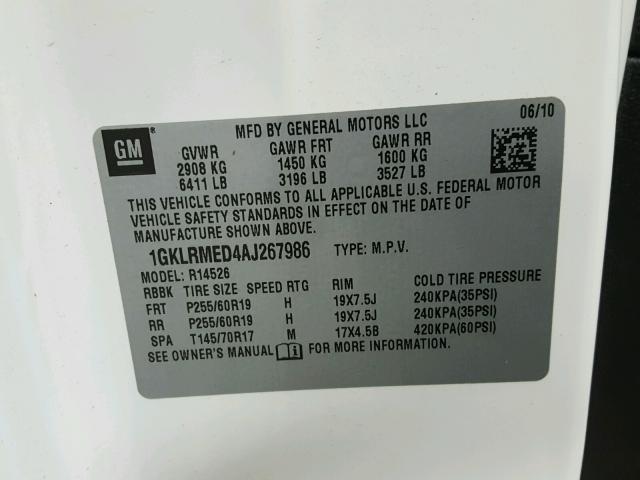 MFD BY GENERAL MOTORS LLC 06/10
GM ®
GVWR GAWR FRT GAWR RR
2908 KG 1450 KG 1600 KG
6411 LB 3196 LB 3527 LB
THIS VEHICLE CONFORMS TO ALL APPLICABLE U.S. FEDERAL MOTOR
VEHICLE SAFETY STANDARDS IN EFFECT ON THE DATE OF
MANUFACTURE SHOWN ABOVE.
1GKLRMED4AJ267986 TYPE: M.P.V.
MODEL: R14526
RBBK TIRE SIZE SPEED RTG RIM COLD TIRE PRESSURE
FRT P255/60R19 H 19X7.5J 240KPA(35PSI)
RR P255/60R19 H 19X7.5J 240KPA(35PSI)
SPA T145/70R17 M 17X4.5B 420KPA(60PSI)
SEE OWNER'S MANUAL FOR MORE INFORMATION.